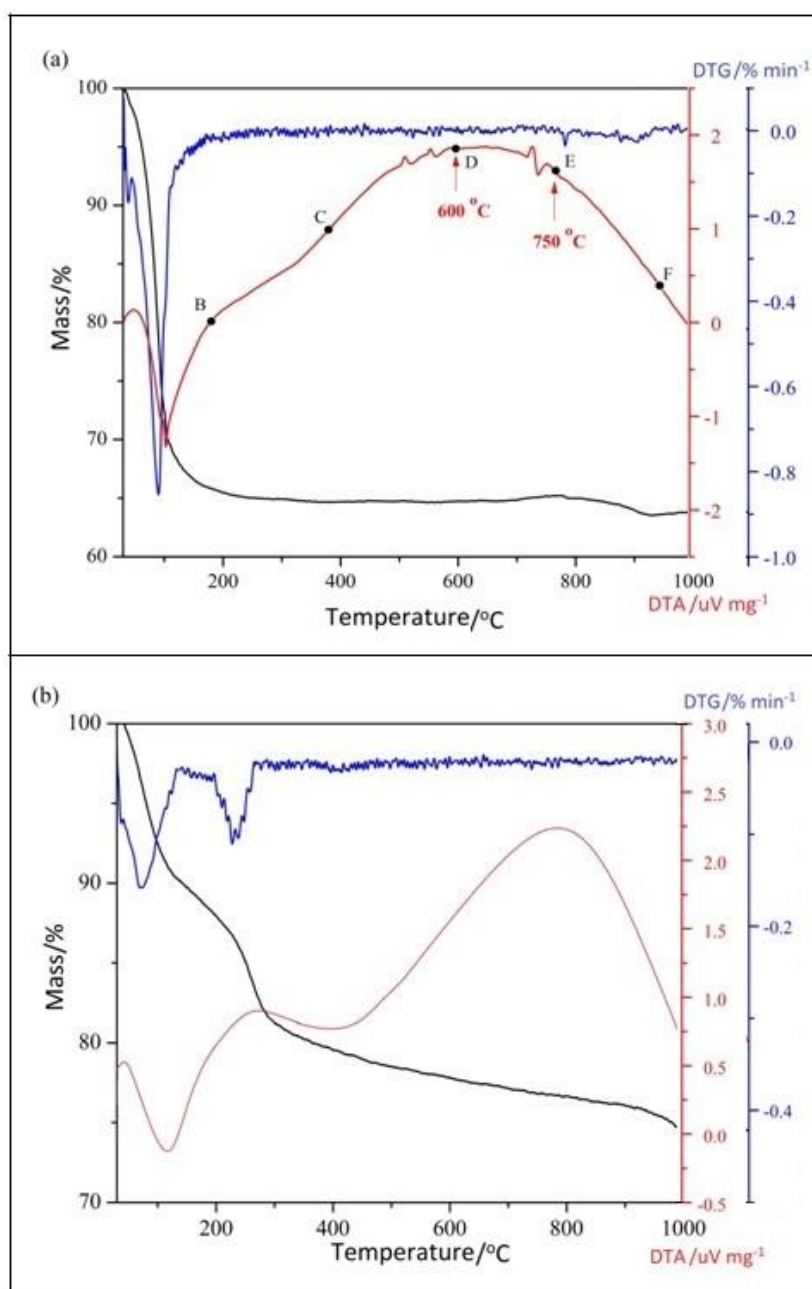 (a)
DTG/% min⁻¹
100
90
80
70
60
Mass/%
B
C
D
600 °C
E
750 °C
F
2
1
0
-1
-2
0.0
-0.2
-0.4
-0.6
-0.8
-1.0
200
400
600
800
1000
Temperature/°C
DTA/uV mg⁻¹
(b)
DTG/% min⁻¹
100
90
80
70
Mass/%
3.0
2.5
2.0
1.5
1.0
0.5
0.0
-0.5
0.0
-0.2
-0.4
200
400
600
800
1000
Temperature/°C
DTA/uV mg⁻¹